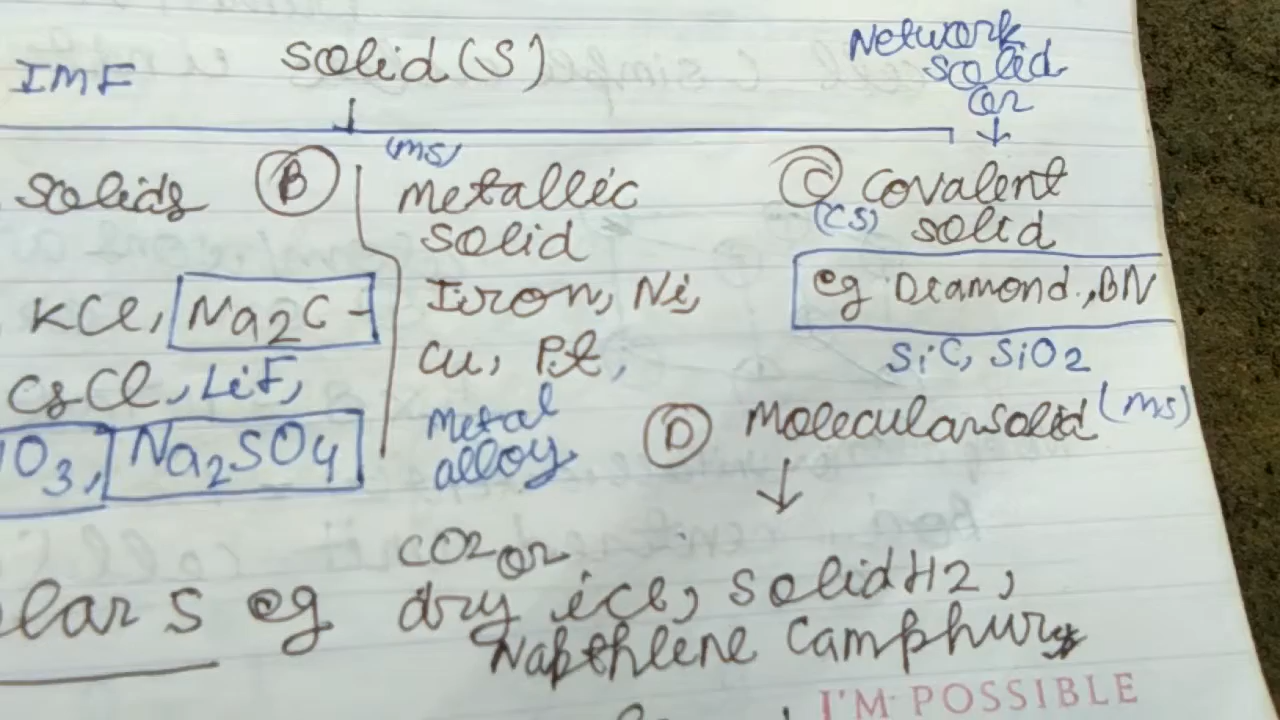 IMF
Solid(s)
Network
solid
or
Solids
B
(ms)
Metallic
solid
C
Covalent
(CS)
solid
KCl, Na2C-
Iron, Ni,
eg Diamond, BN
CsCl, LiF,
Cu, Pt,
SiC, SiO2
O3, Na2SO4
Metal
alloy
D
Molecular solid (ms)
lar S eg
CO2 or
dry ice, solid H2,
Napthlene Camphur
I'M POSSIBLE